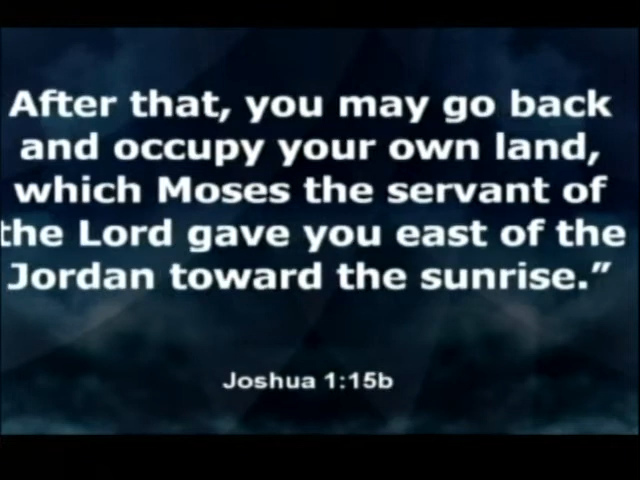 After that, you may go back
and occupy your own land,
which Moses the servant of
the Lord gave you east of the
Jordan toward the sunrise.”
Joshua 1:15b